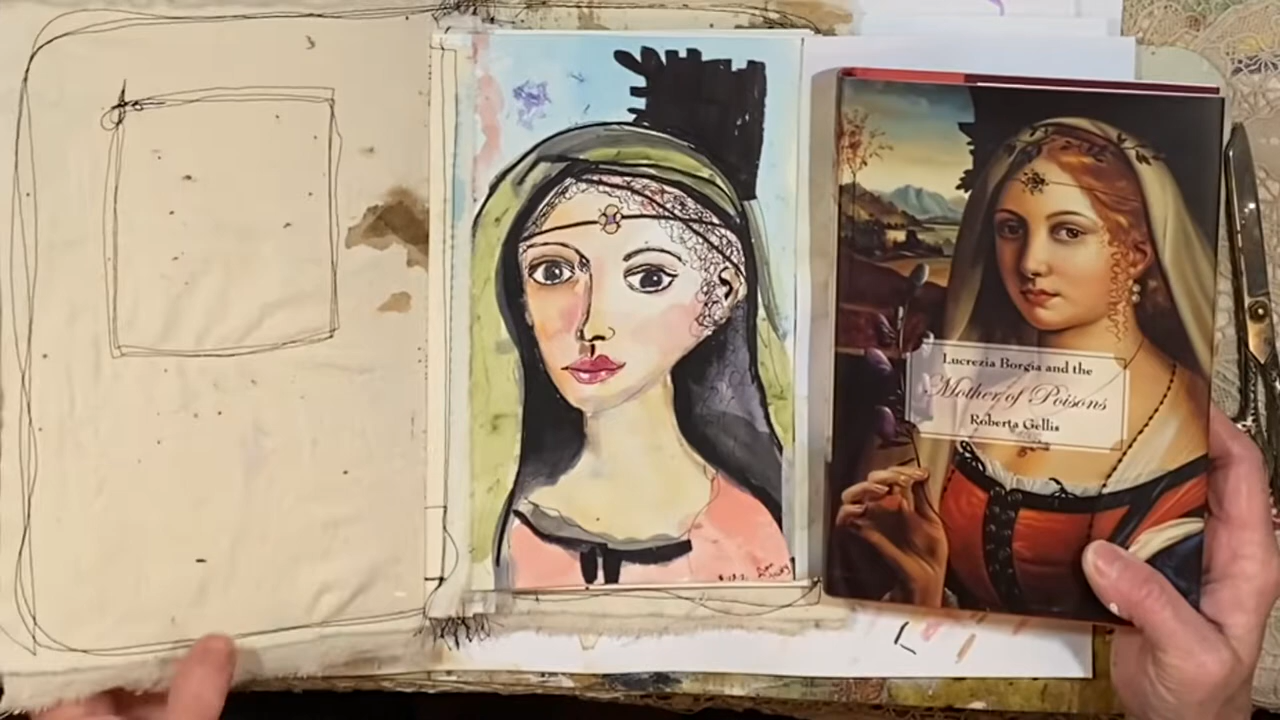 Lucrezia Borgia and the
Mother of Poisons
Roberta Gellis